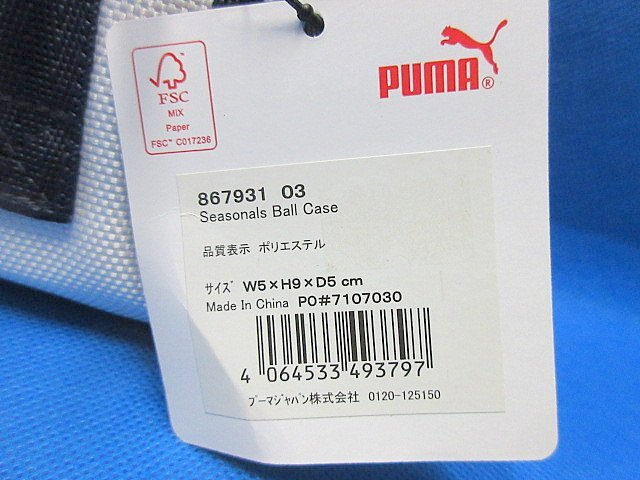 FSC
MIX
Paper
FSC™ C017236
PUMA®
867931 03
Seasonals Ball Case
品質表示 ポリエステル
サイズ W5×H9×D5 cm
Made In China PO#7107030
4 064533 493797
プーマジャパン株式会社 0120-125150